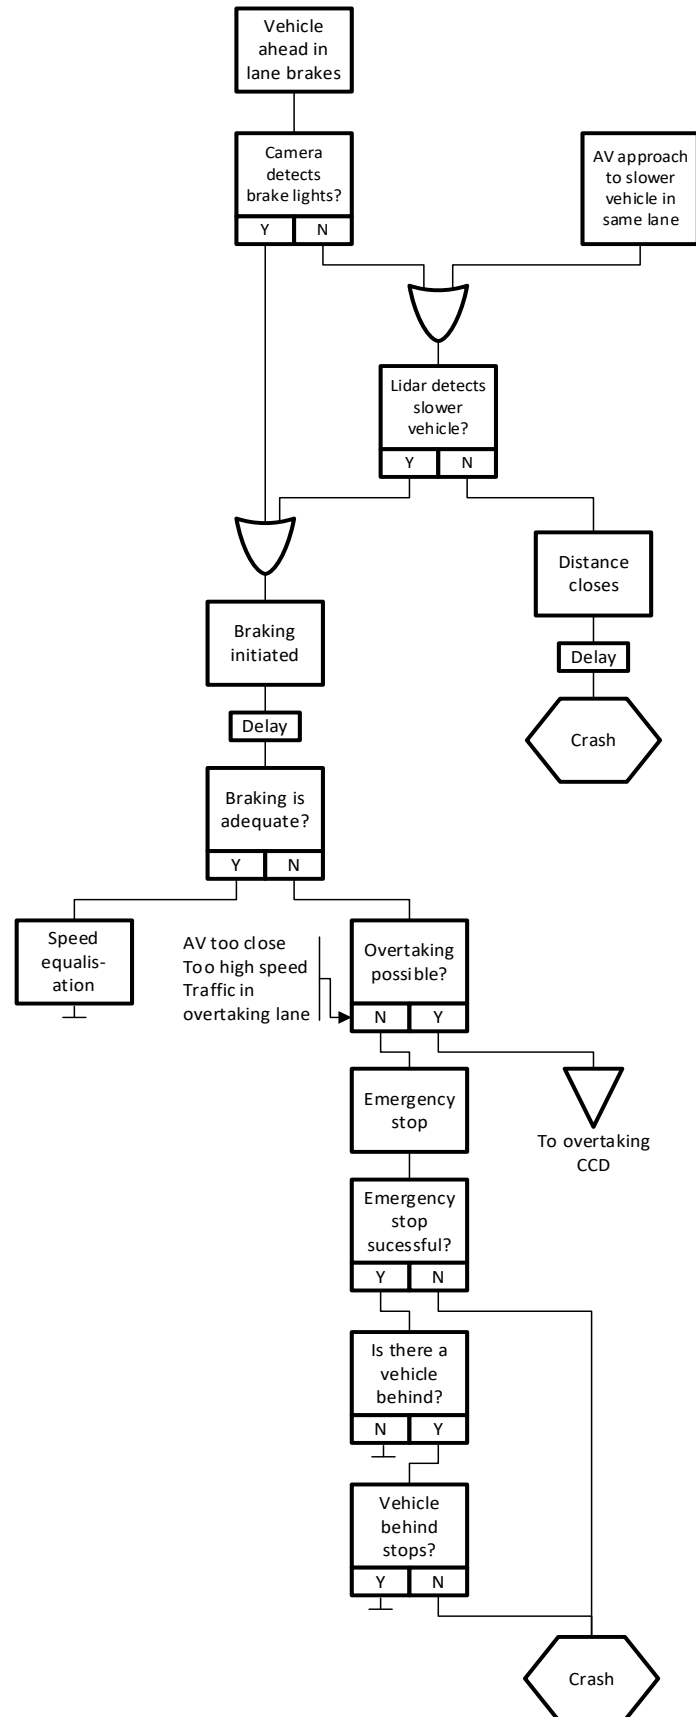 Vehicle
ahead in
lane brakes
Camera
detects
brake lights?
Y
N
AV approach
to slower
vehicle in
same lane
Lidar detects
slower
vehicle?
Y
N
Distance
closes
Delay
Crash
Braking
initiated
Delay
Braking is
adequate?
Y
N
Speed
equalis-
ation
AV too close
Too high speed
Traffic in
overtaking lane
Overtaking
possible?
N
Y
To overtaking
CCD
Emergency
stop
Emergency
stop
sucessful?
Y
N
Is there a
vehicle
behind?
N
Y
Vehicle
behind
stops?
Y
N
Crash